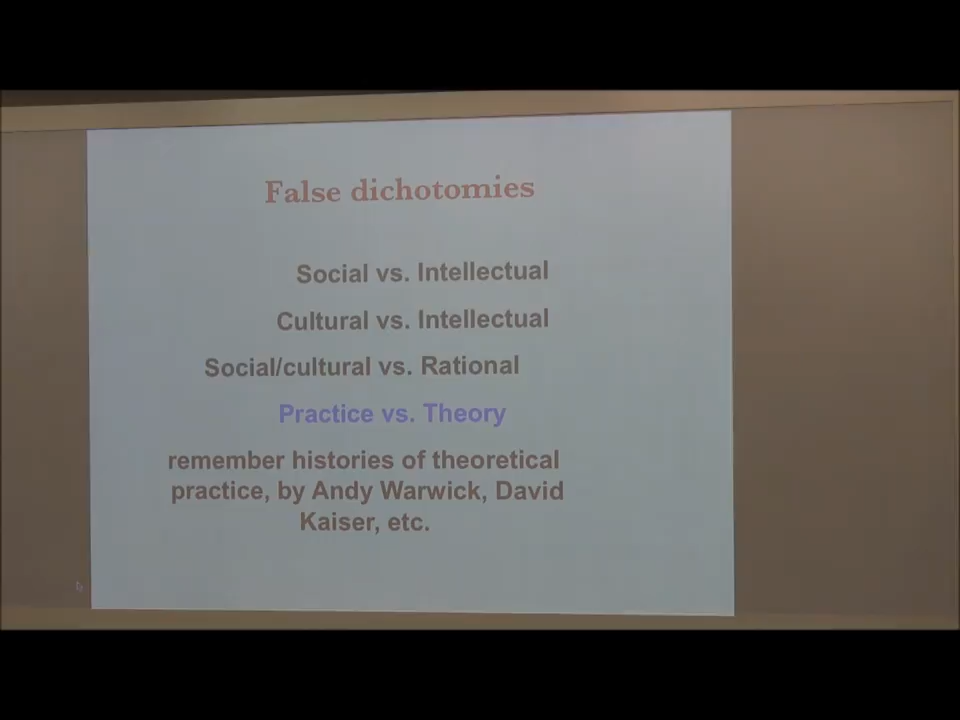 False dichotomies
Social vs. Intellectual
Cultural vs. Intellectual
Social/cultural vs. Rational
Practice vs. Theory
remember histories of theoretical
practice, by Andy Warwick, David
Kaiser, etc.